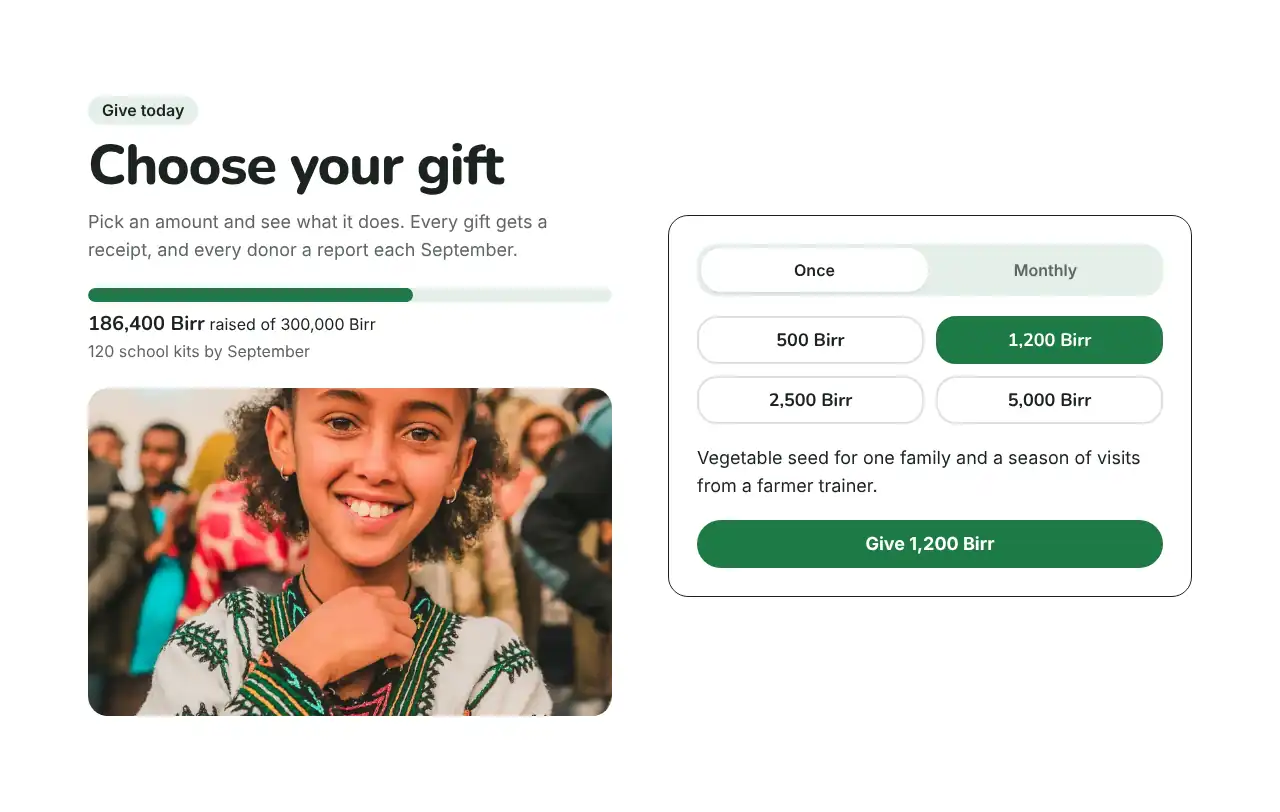 Give today
Choose your gift
Pick an amount and see what it does. Every gift gets a
receipt, and every donor a report each September.
186,400 Birr raised of 300,000 Birr
120 school kits by September
Once
Monthly
500 Birr
1,200 Birr
2,500 Birr
5,000 Birr
Vegetable seed for one family and a season of visits
from a farmer trainer.
Give 1,200 Birr